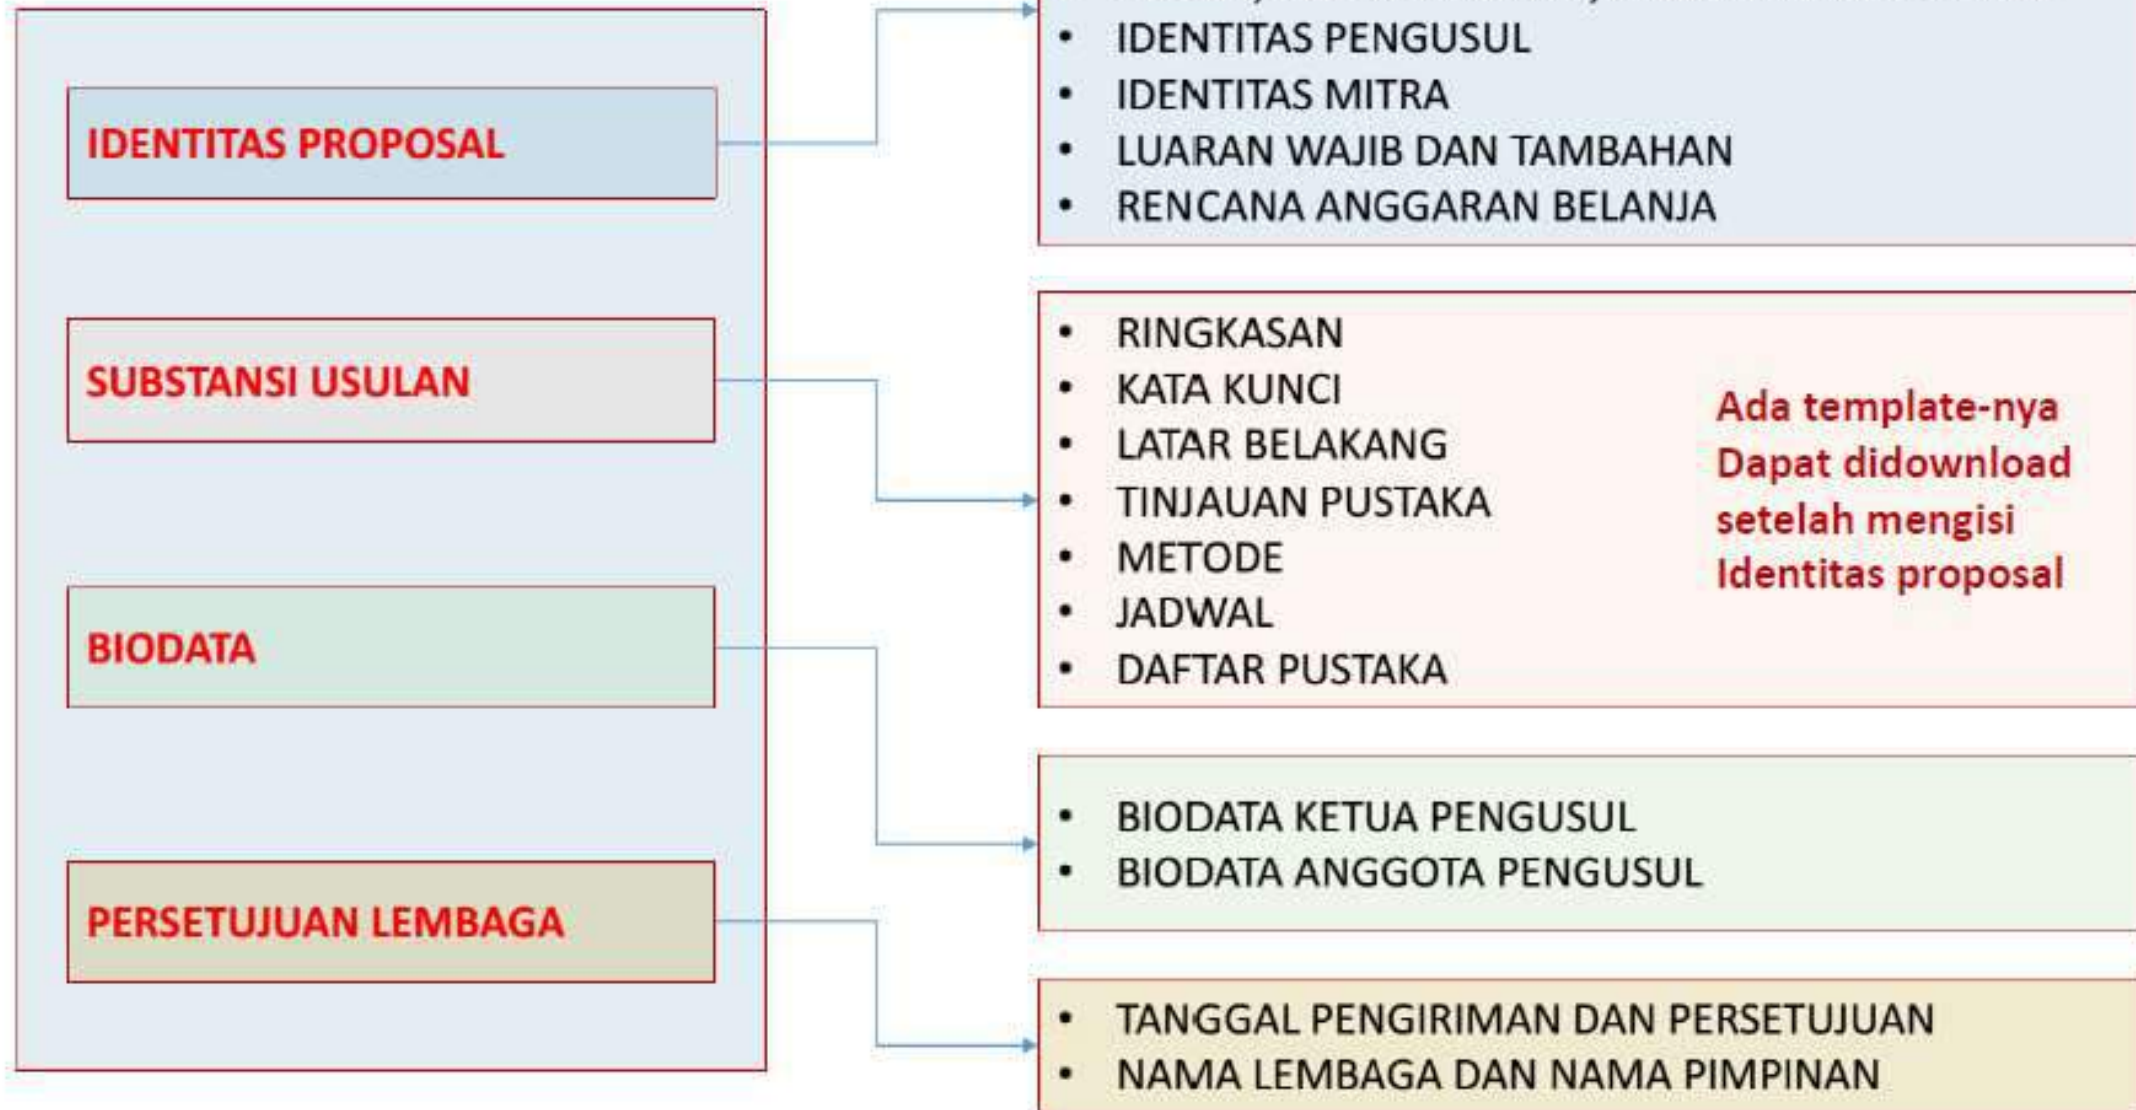 IDENTITAS PROPOSAL
• IDENTITAS PENGUSUL
• IDENTITAS MITRA
• LUARAN WAJIB DAN TAMBAHAN
• RENCANA ANGGARAN BELANJA
SUBSTANSI USULAN
• RINGKASAN
• KATA KUNCI
• LATAR BELAKANG
• TINJAUAN PUSTAKA
• METODE
• JADWAL
• DAFTAR PUSTAKA
Ada template-nya
Dapat didownload
setelah mengisi
Identitas proposal
BIODATA
• BIODATA KETUA PENGUSUL
• BIODATA ANGGOTA PENGUSUL
PERSETUJUAN LEMBAGA
• TANGGAL PENGIRIMAN DAN PERSETUJUAN
• NAMA LEMBAGA DAN NAMA PIMPINAN